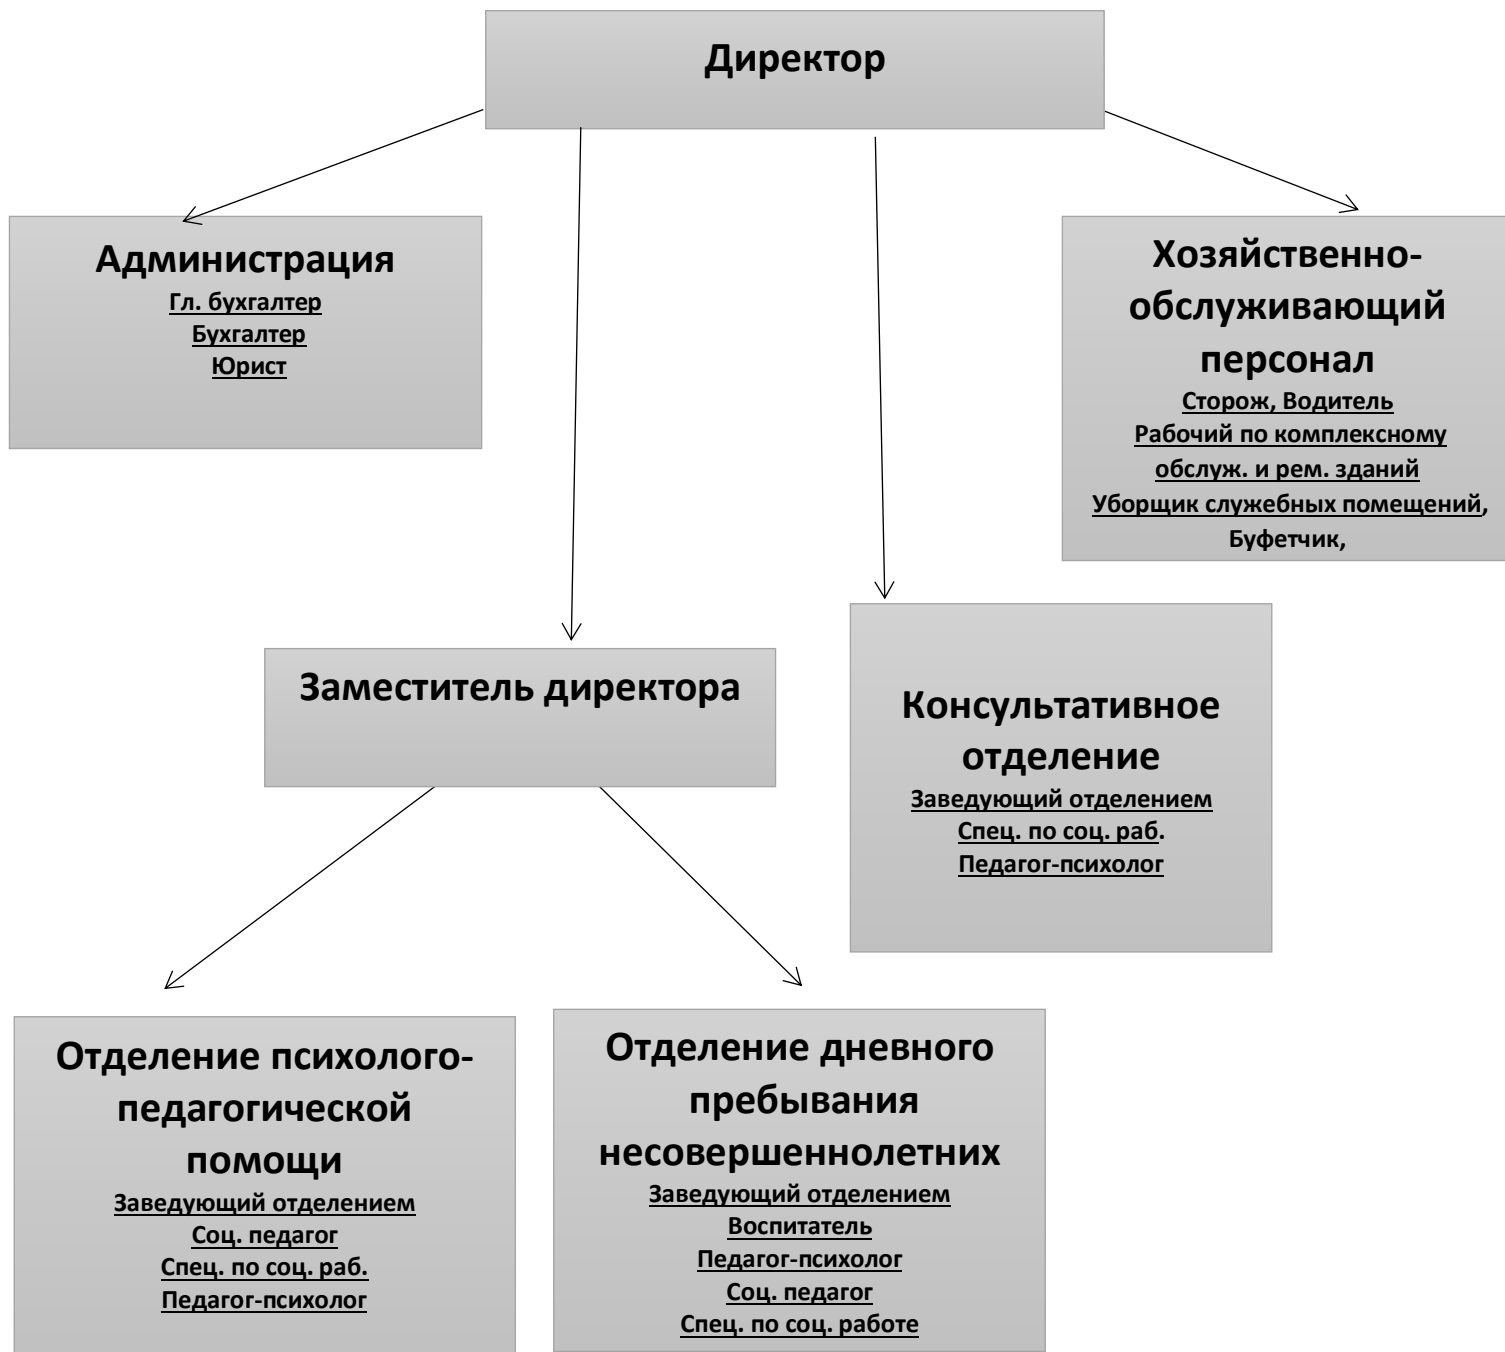 Директор
Администрация
Гл. бухгалтер
Бухгалтер
Юрист
Хозяйственно-
обслуживающий
персонал
Сторож, Водитель
Рабочий по комплексному
обслуж. и рем. зданий
Уборщик служебных помещений,
Буфетчик,
Заместитель директора
Консультативное
отделение
Заведующий отделением
Спец. по соц. раб.
Педагог-психолог
Отделение психолого-
педагогической
помощи
Заведующий отделением
Соц. педагог
Спец. по соц. раб.
Педагог-психолог
Отделение дневного
пребывания
несовершеннолетних
Заведующий отделением
Воспитатель
Педагог-психолог
Соц. педагог
Спец. по соц. работе